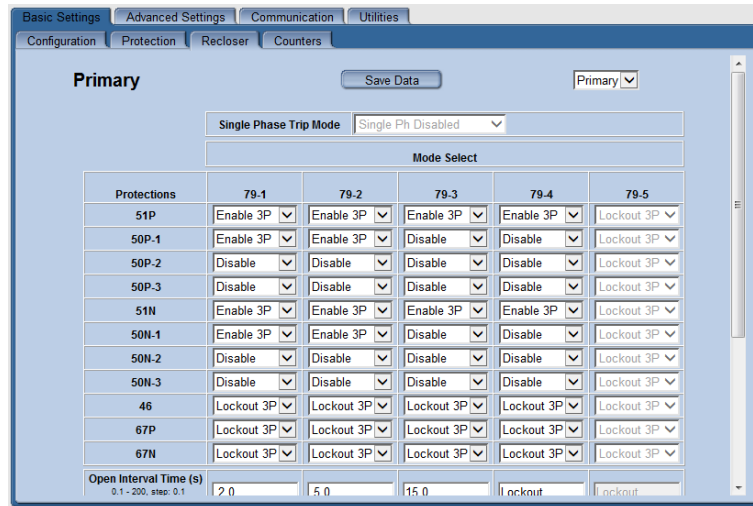 Basic Settings Advanced Settings Communication Utilities
Configuration Protection Recloser Counters
Primary Save Data Primary
Single Phase Trip Mode Single Ph Disabled
Mode Select
Protections 79-1 79-2 79-3 79-4 79-5
51P Enable 3P Enable 3P Enable 3P Enable 3P Lockout 3P
50P-1 Enable 3P Enable 3P Disable Disable Lockout 3P
50P-2 Disable Disable Disable Disable Lockout 3P
50P-3 Disable Disable Disable Disable Lockout 3P
51N Enable 3P Enable 3P Enable 3P Enable 3P Lockout 3P
50N-1 Enable 3P Enable 3P Disable Disable Lockout 3P
50N-2 Disable Disable Disable Disable Lockout 3P
50N-3 Disable Disable Disable Disable Lockout 3P
46 Lockout 3P Lockout 3P Lockout 3P Lockout 3P Lockout 3P
67P Lockout 3P Lockout 3P Lockout 3P Lockout 3P Lockout 3P
67N Lockout 3P Lockout 3P Lockout 3P Lockout 3P Lockout 3P
Open Interval Time (s)
0.1 - 200, step: 0.1 2.0 5.0 15.0 Lockout Lockout